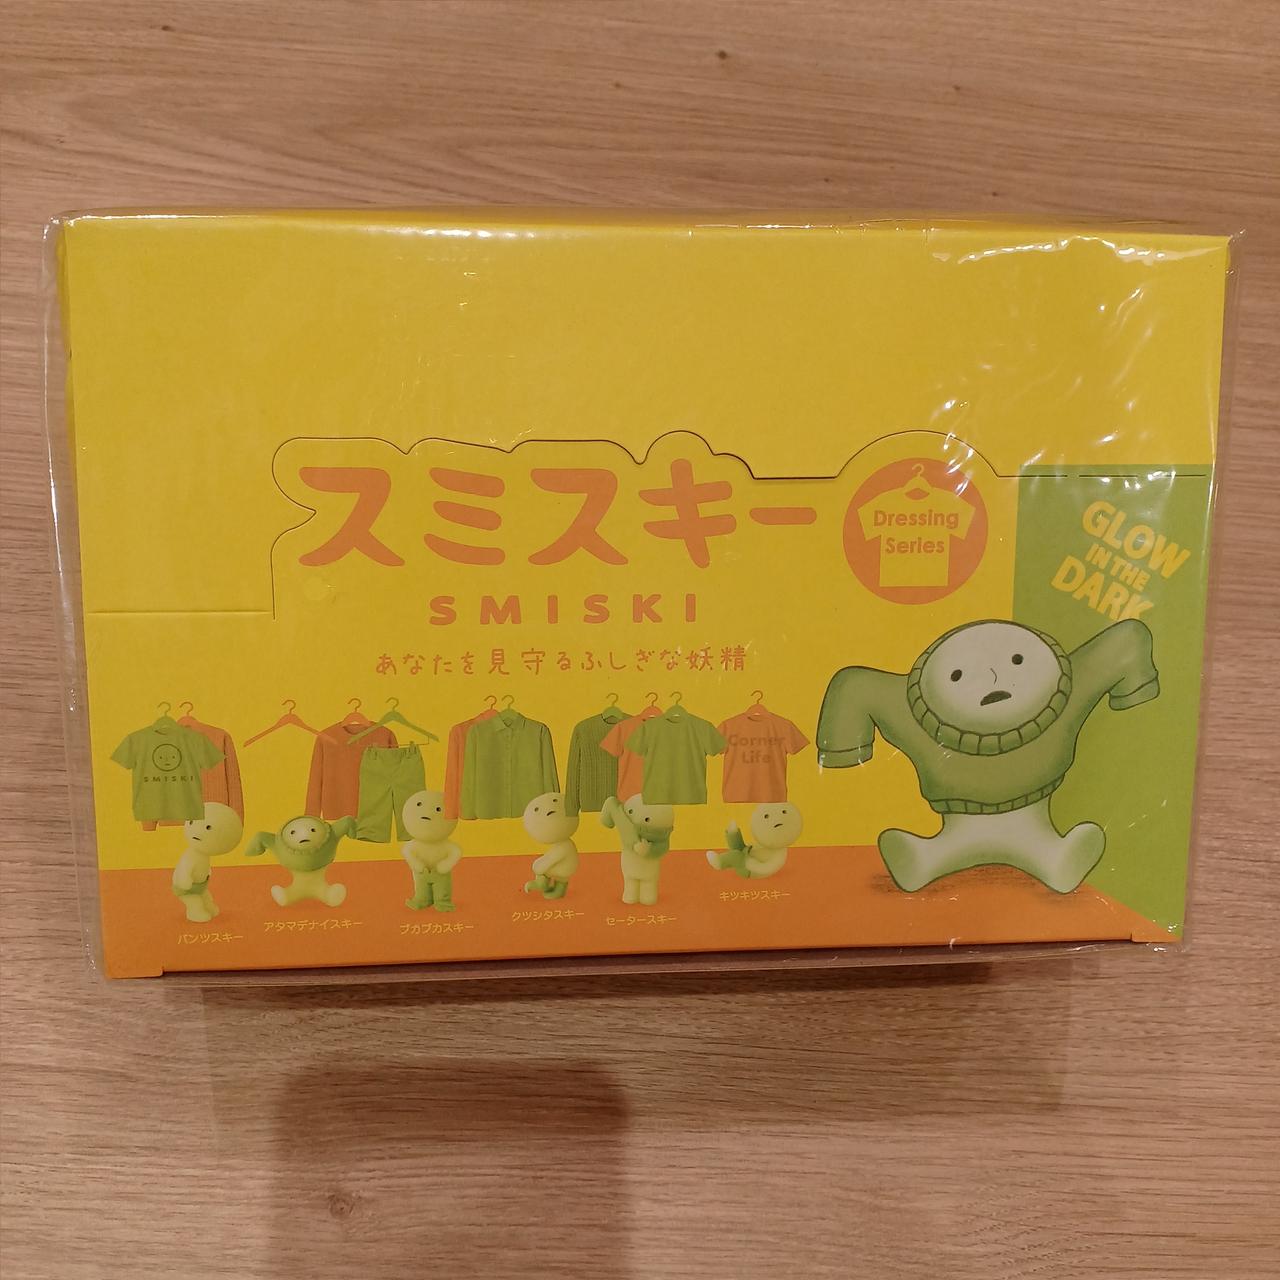 スミスキー
Dressing
Series
GLOW
IN THE
DARK
SMISKI
あなたを見守るふしぎな妖精
SMISKI
Corner
Life
パンツスキー
アタマデナイスキー
ブカブカスキー
クツシタスキー
セータースキー
キツキツスキー